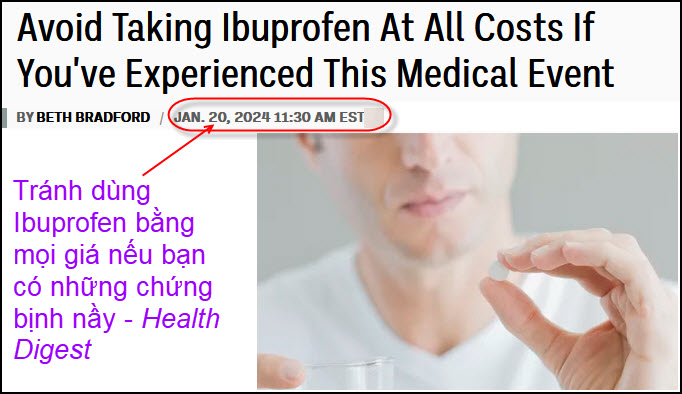 Avoid Taking Ibuprofen At All Costs If
You've Experienced This Medical Event
BY BETH BRADFORD / JAN. 20, 2024 11:30 AM EST
Tránh dùng
Ibuprofen bằng
mọi giá nếu bạn
có những chứng
bịnh nầy - Health
Digest